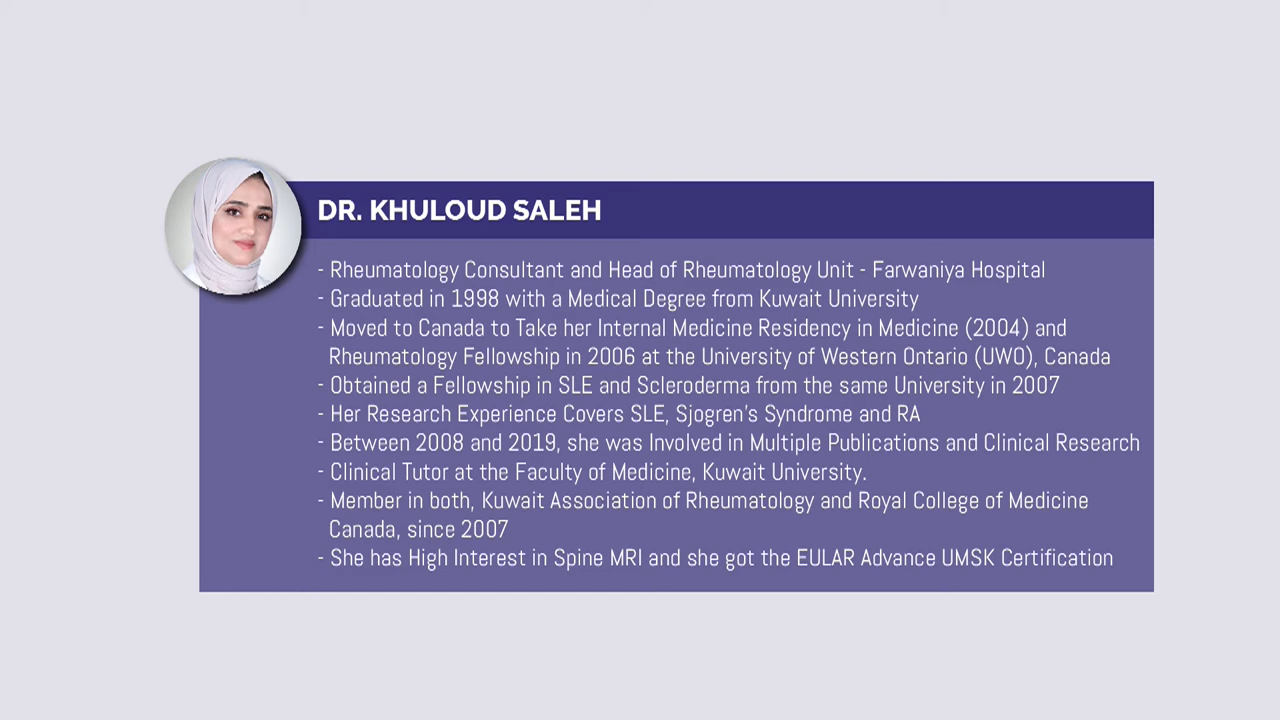 DR. KHULOUD SALEH
- Rheumatology Consultant and Head of Rheumatology Unit - Farwaniya Hospital
- Graduated in 1998 with a Medical Degree from Kuwait University
- Moved to Canada to Take her Internal Medicine Residency in Medicine (2004) and
Rheumatology Fellowship in 2006 at the University of Western Ontario (UWO), Canada
- Obtained a Fellowship in SLE and Scleroderma from the same University in 2007
- Her Research Experience Covers SLE, Sjogren's Syndrome and RA
- Between 2008 and 2019, she was Involved in Multiple Publications and Clinical Research
- Clinical Tutor at the Faculty of Medicine, Kuwait University.
- Member in both, Kuwait Association of Rheumatology and Royal College of Medicine
Canada, since 2007
- She has High Interest in Spine MRI and she got the EULAR Advance UMSK Certification